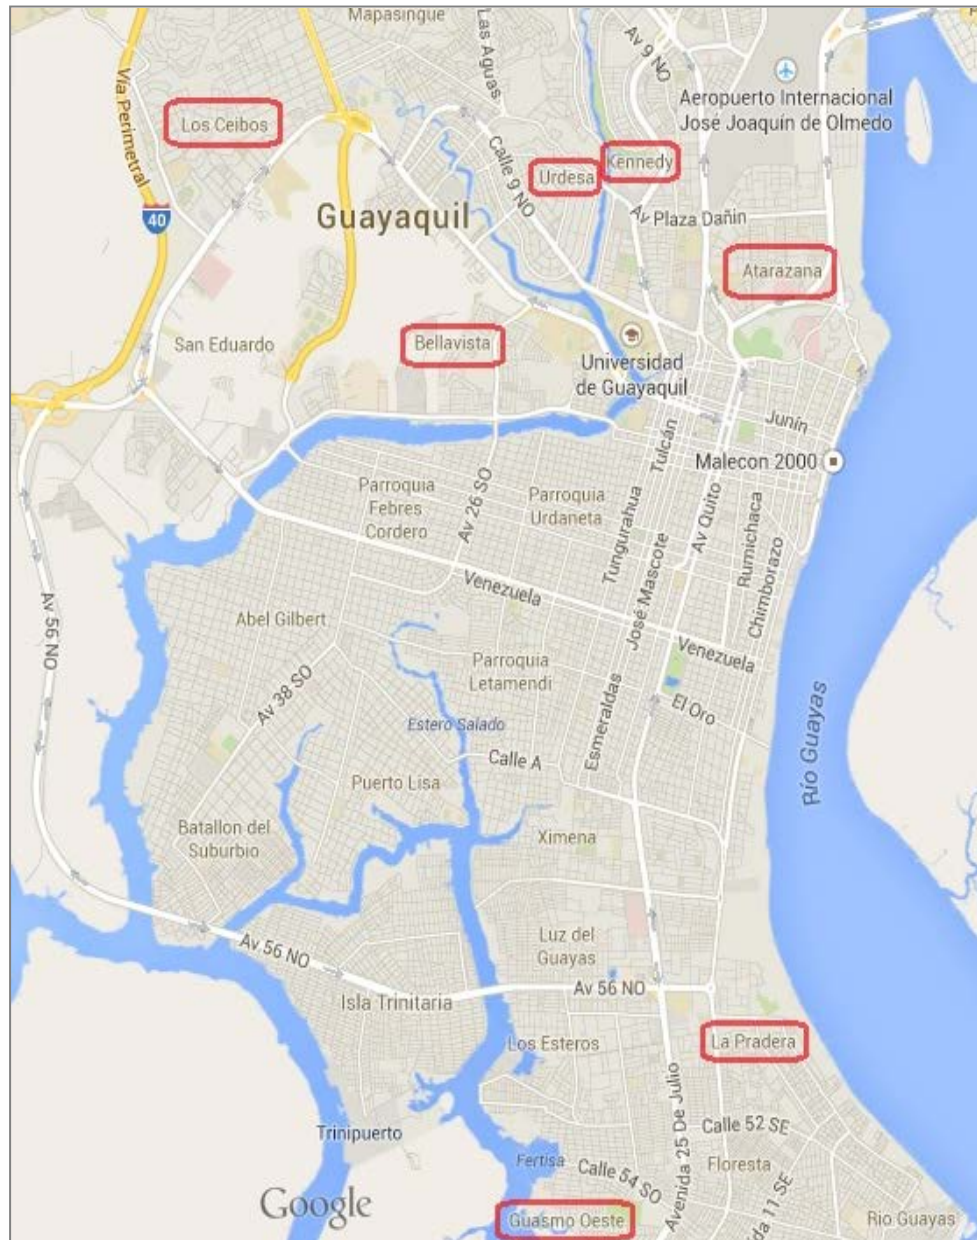 Mapasingue
Las Aguas
Av 9 NO
Vía Perimetral
Aeropuerto Internacional
José Joaquín de Olmedo
Los Ceibos
Calle 9 NO
Kennedy
Urdesa
40
Guayaquil
Av Plaza Dañin
Atarazana
San Eduardo
Bellavista
Universidad
de Guayaquil
Junín
Tulcán
Malecon 2000
Parroquia
Febres
Cordero
Av 26 SO
Parroquia
Urdaneta
Tungurahua
Av Quito
Rumichaca
José Mascote
Chimborazo
Venezuela
Av 56 NO
Abel Gilbert
Venezuela
Parroquia
Letamendi
Av 38 SO
Esmeraldas
El Oro
Estero Salado
Río Guayas
Calle A
Puerto Lisa
Batallon del
Suburbio
Ximena
Av 56 NO
Luz del
Guayas
Isla Trinitaria
Av 56 NO
Los Esteros
La Pradera
Avenida 25 De Julio
Trinipuerto
Calle 52 SE
Fertisa
Calle 54 SO
Floresta
11 SE
Google
Guasmo Oeste
Rio Guayas